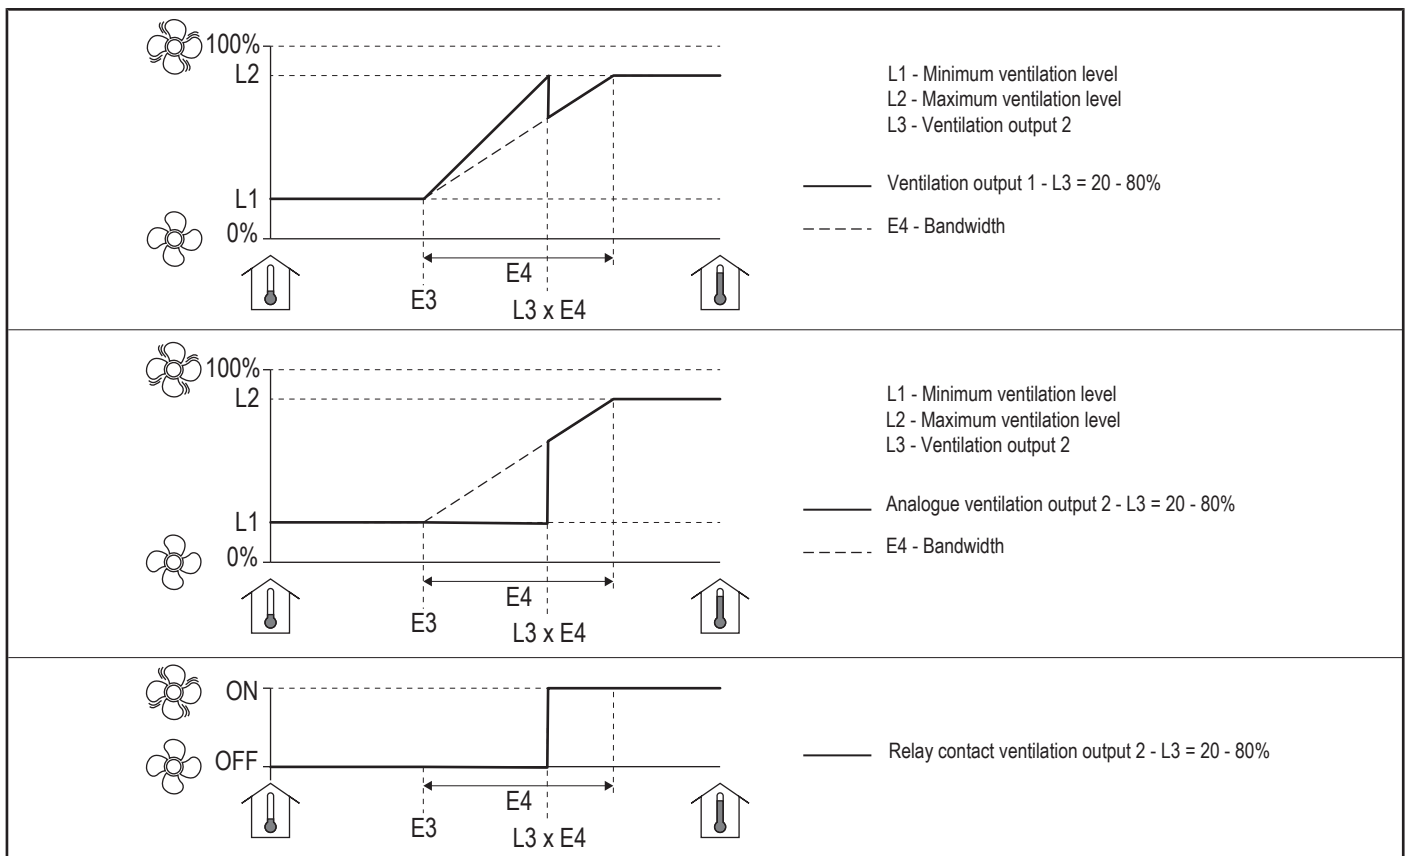 100%
L2
L1
0%
E4
E3
L3 x E4
L1 - Minimum ventilation level
L2 - Maximum ventilation level
L3 - Ventilation output 2
Ventilation output 1 - L3 = 20 - 80%
E4 - Bandwidth
100%
L2
L1
0%
E4
E3
L3 x E4
L1 - Minimum ventilation level
L2 - Maximum ventilation level
L3 - Ventilation output 2
Analogue ventilation output 2 - L3 = 20 - 80%
E4 - Bandwidth
ON
OFF
E4
E3
L3 x E4
Relay contact ventilation output 2 - L3 = 20 - 80%